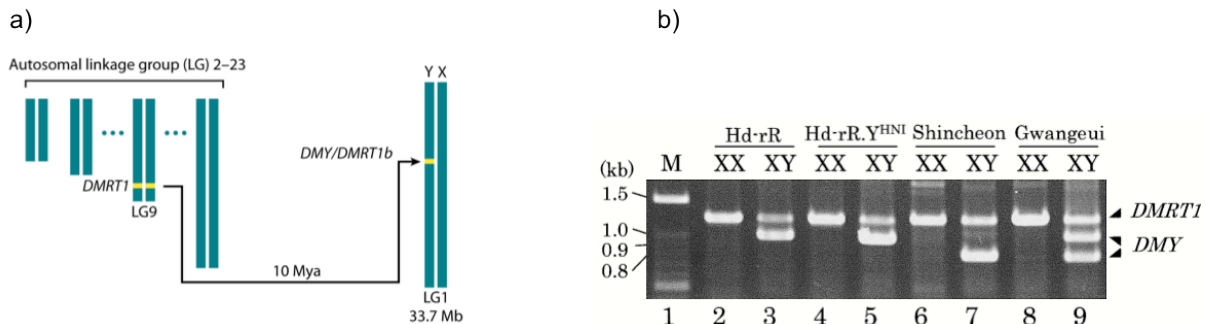 a)
b)
Autosomal linkage group (LG) 2–23
Y X
DMY/DMRT1b
DMRT1
LG9
10 Mya
LG1
33.7 Mb
Hd-rR Hd-rR.Y^HNI Shincheon Gwangeui
(kb) M XX XY XX XY XX XY XX XY
1.5
DMRT1
1.0
0.9 DMY
0.8
1 2 3 4 5 6 7 8 9